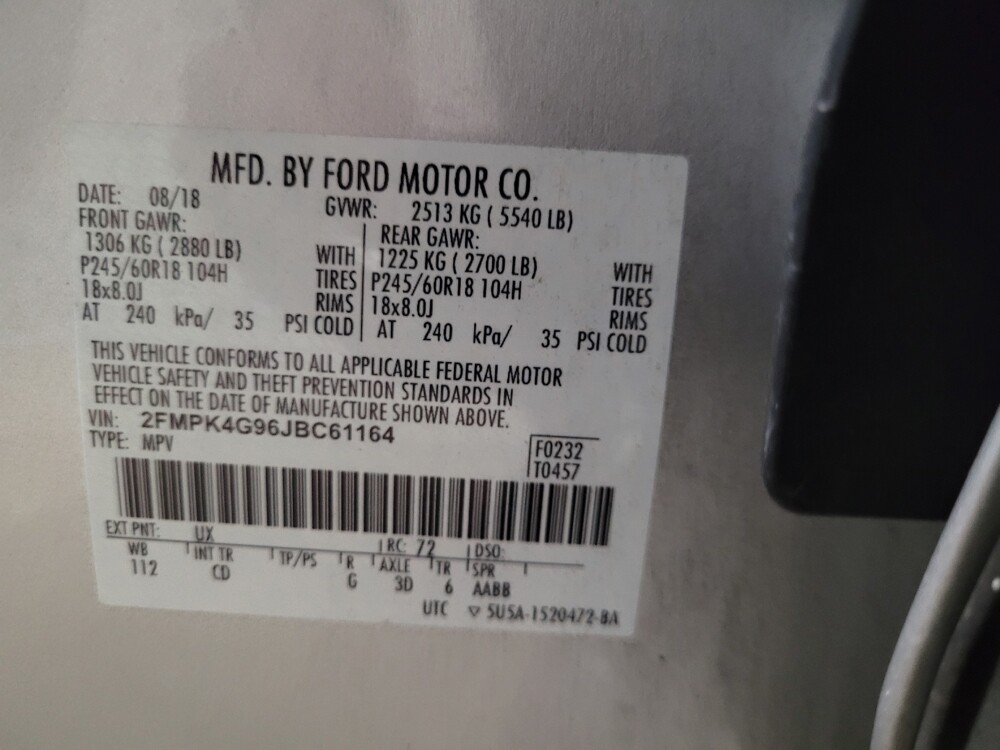 MFD. BY FORD MOTOR CO.
DATE: 08/18 GVWR: 2513 KG ( 5540 LB)
FRONT GAWR: REAR GAWR:
1306 KG ( 2880 LB) WITH 1225 KG ( 2700 LB) WITH
P245/60R18 104H TIRES P245/60R18 104H TIRES
18x8.0J RIMS 18x8.0J RIMS
AT 240 kPa/ 35 PSI COLD AT 240 kPa/ 35 PSI COLD
THIS VEHICLE CONFORMS TO ALL APPLICABLE FEDERAL MOTOR
VEHICLE SAFETY AND THEFT PREVENTION STANDARDS IN
EFFECT ON THE DATE OF MANUFACTURE SHOWN ABOVE.
VIN: 2FMPK4G96JBC61164
TYPE: MPV
F0232
T0457
EXT PNT: UX RC: 72 DSO:
WB INT TR TP/PS R AXLE TR SPR
112 CD G 3D 6 AABB
UTC ▽ 5U5A-1520472-BA